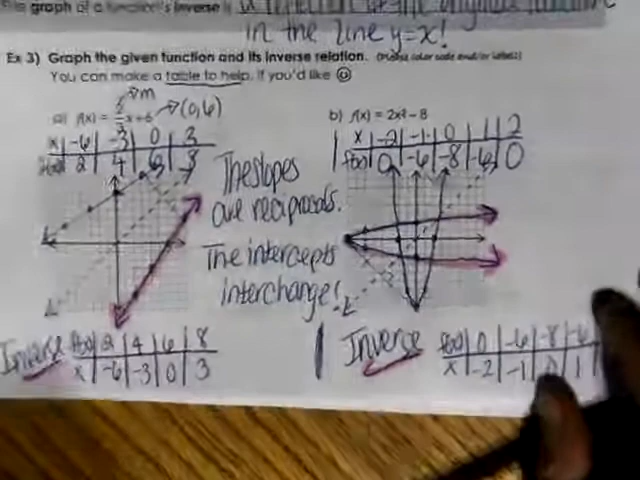 graph of a function's inverse is
in the line y=x!
Ex 3) Graph the given function and its inverse relation.
You can make a table to help, if you'd like ☺
→m
a) f(x) = 2/3 x+6 →(0,6)
b) f(x) = 2x² - 8
x | -6 | -3 | 0 | 3
f(x) | 2 | 4 | 6 | 8
x | -2 | -1 | 0 | 1 | 2
f(x) | 0 | -6 | -8 | -6 | 0
The slopes
are reciprocals.
The intercepts
interchange!
Inverse f(x) | 2 | 4 | 6 | 8
x | -6 | -3 | 0 | 3
Inverse f(x) | 0 | -6 | -8 | -6
x | -2 | -1 | 0 | 1